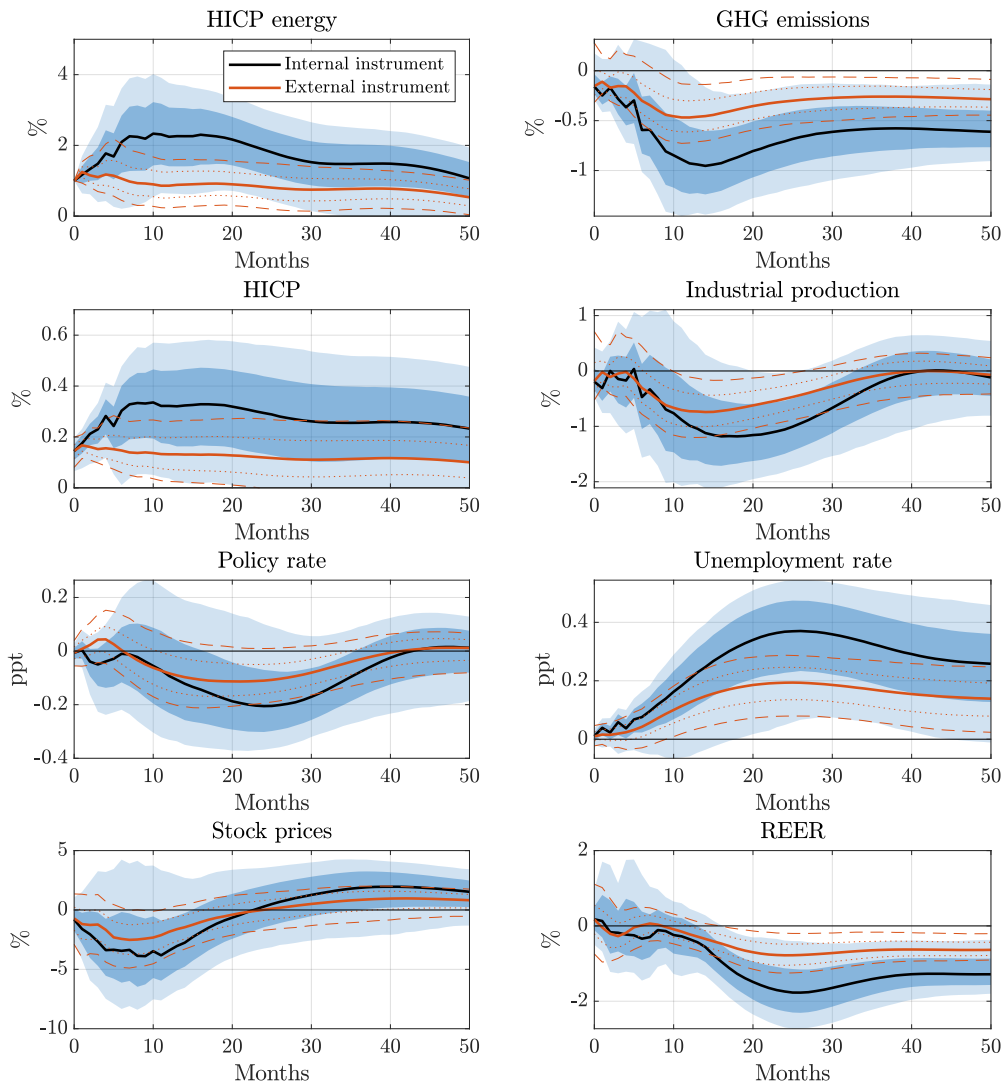 HICP energy
4
2
0
%
0 10 20 30 40 50
Months
Internal instrument
External instrument
GHG emissions
0
-0.5
-1
%
0 10 20 30 40 50
Months
HICP
0.6
0.4
0.2
0
%
0 10 20 30 40 50
Months
Industrial production
1
0
-1
-2
%
0 10 20 30 40 50
Months
Policy rate
0.2
0
-0.2
-0.4
ppt
0 10 20 30 40 50
Months
Unemployment rate
0.4
0.2
0
ppt
0 10 20 30 40 50
Months
Stock prices
5
0
-5
-10
%
0 10 20 30 40 50
Months
REER
2
0
-2
%
0 10 20 30 40 50
Months